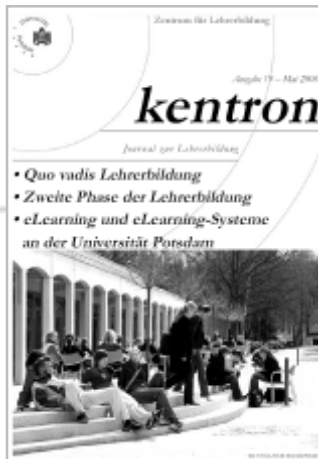 Zentrum für Lehrerbildung
Ausgabe 19 – Mai
kentron
Journal zur Lehrerbildung
• Quo vadis Lehrerbildung
• Zweite Phase der Lehrerbildung
• eLearning und eLearning-Systeme
an der Universität Potsdam